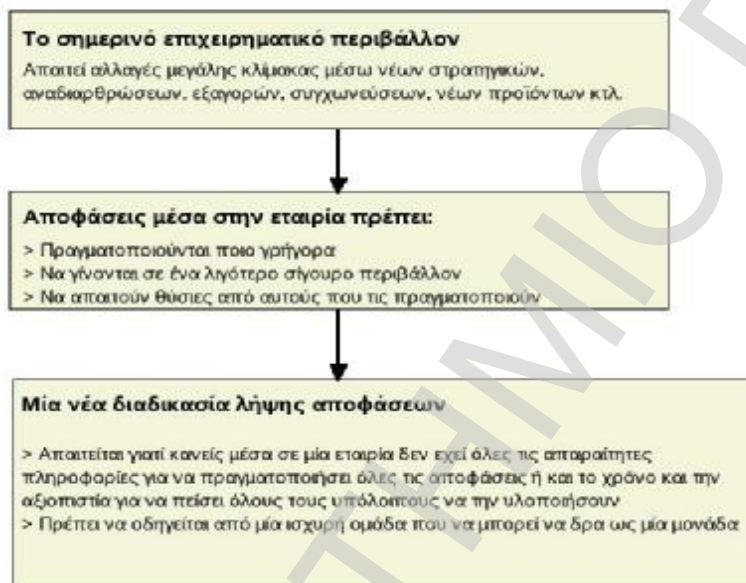 Το σημερινό επιχειρηματικό περιβάλλον
Απαιτεί αλλαγές μεγάλης κλίμακας μέσω νέων στρατηγικών,
αναδιαρθρώσεων, εξαγορών, συγχωνεύσεων, νέων προϊόντων κτλ.
Αποφάσεις μέσα στην εταιρία πρέπει:
> Πραγματοποιούνται ποιο γρήγορα
> Να γίνονται σε ένα λιγότερο σίγουρο περιβάλλον
> Να απαιτούν θύσιες από αυτούς που τις πραγματοποιούν
Μία νέα διαδικασία λήψης αποφάσεων
> Απαιτείται γιατί κανείς μέσα σε μία εταιρία δεν εχεί όλες τις απαραίτητες
πληροφορίες για να πραγματοποιήσει όλες τις αποφάσεις ή και το χρόνο και την
αξιοπιστία για να πείσει όλους τους υπόλοιπους να την υλοποιήσουν
> Πρέπει να οδηγείται από μία ισχυρή ομάδα που να μπορεί να δρα ως μία μονάδα